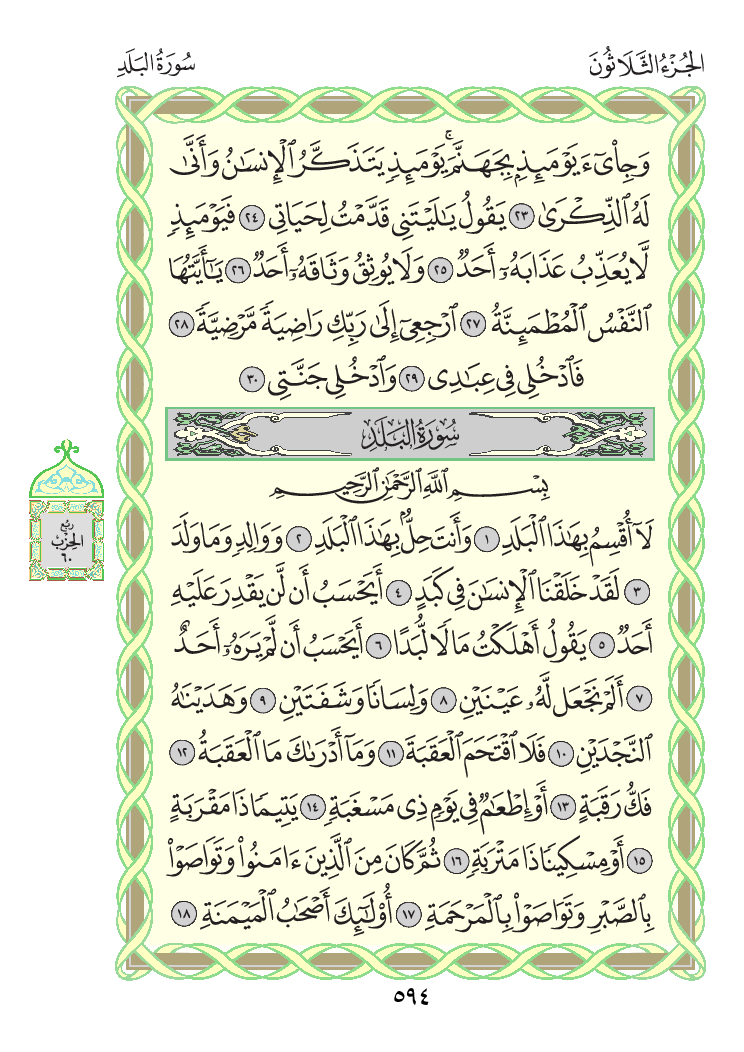 الجُزْءُ الثَّلَاثُونَ
سُورَةُ البَلَدِ
وَجِاْىٓءَ يَوْمَئِذِۭ بِجَهَنَّمَۚ يَوْمَئِذٖ يَتَذَكَّرُ ٱلْإِنسَٰنُ وَأَنَّىٰ
لَهُ ٱلذِّكْرَىٰ ٢٣ يَقُولُ يَٰلَيْتَنِى قَدَّمْتُ لِحَيَاتِى ٢٤ فَيَوْمَئِذٖ
لَّا يُعَذِّبُ عَذَابَهُۥٓ أَحَدٌ ٢٥ وَلَا يُوثِقُ وَثَاقَهُۥٓ أَحَدٌ ٢٦ يَٰٓأَيَّتُهَا
ٱلنَّفْسُ ٱلْمُطْمَئِنَّةُ ٢٧ ٱرْجِعِىٓ إِلَىٰ رَبِّكِ رَاضِيَةً مَّرْضِيَّةً ٢٨
فَٱدْخُلِى فِى عِبَٰدِى ٢٩ وَٱدْخُلِى جَنَّتِى ٣٠
سُورَةُ البَلَدِ
بِسْمِ ٱللَّهِ ٱلرَّحْمَٰنِ ٱلرَّحِيمِ
لَآ أُقْسِمُ بِهَٰذَا ٱلْبَلَدِ ١ وَأَنتَ حِلُّۢ بِهَٰذَا ٱلْبَلَدِ ٢ وَوَالِدٍ وَمَا وَلَدَ
٣ لَقَدْ خَلَقْنَا ٱلْإِنسَٰنَ فِى كَبَدٍ ٤ أَيَحْسَبُ أَن لَّن يَقْدِرَ عَلَيْهِ
أَحَدٌ ٥ يَقُولُ أَهْلَكْتُ مَالًا لُّبَدًا ٦ أَيَحْسَبُ أَن لَّمْ يَرَهُۥٓ أَحَدٌ
٧ أَلَمْ نَجْعَل لَّهُۥ عَيْنَيْنِ ٨ وَلِسَانًا وَشَفَتَيْنِ ٩ وَهَدَيْنَٰهُ
ٱلنَّجْدَيْنِ ١٠ فَلَا ٱقْتَحَمَ ٱلْعَقَبَةَ ١١ وَمَآ أَدْرَىٰكَ مَا ٱلْعَقَبَةُ ١٢
فَكُّ رَقَبَةٍ ١٣ أَوْ إِطْعَٰمٌ فِى يَوْمٍ ذِى مَسْغَبَةٍ ١٤ يَتِيمًا ذَا مَقْرَبَةٍ
١٥ أَوْ مِسْكِينًا ذَا مَتْرَبَةٍ ١٦ ثُمَّ كَانَ مِنَ ٱلَّذِينَ ءَامَنُوا۟ وَتَوَاصَوْا۟
بِٱلصَّبْرِ وَتَوَاصَوْا۟ بِٱلْمَرْحَمَةِ ١٧ أُو۟لَٰٓئِكَ أَصْحَٰبُ ٱلْمَيْمَنَةِ ١٨
رُبْع
الحِزْب
٦٠
٥٩٤